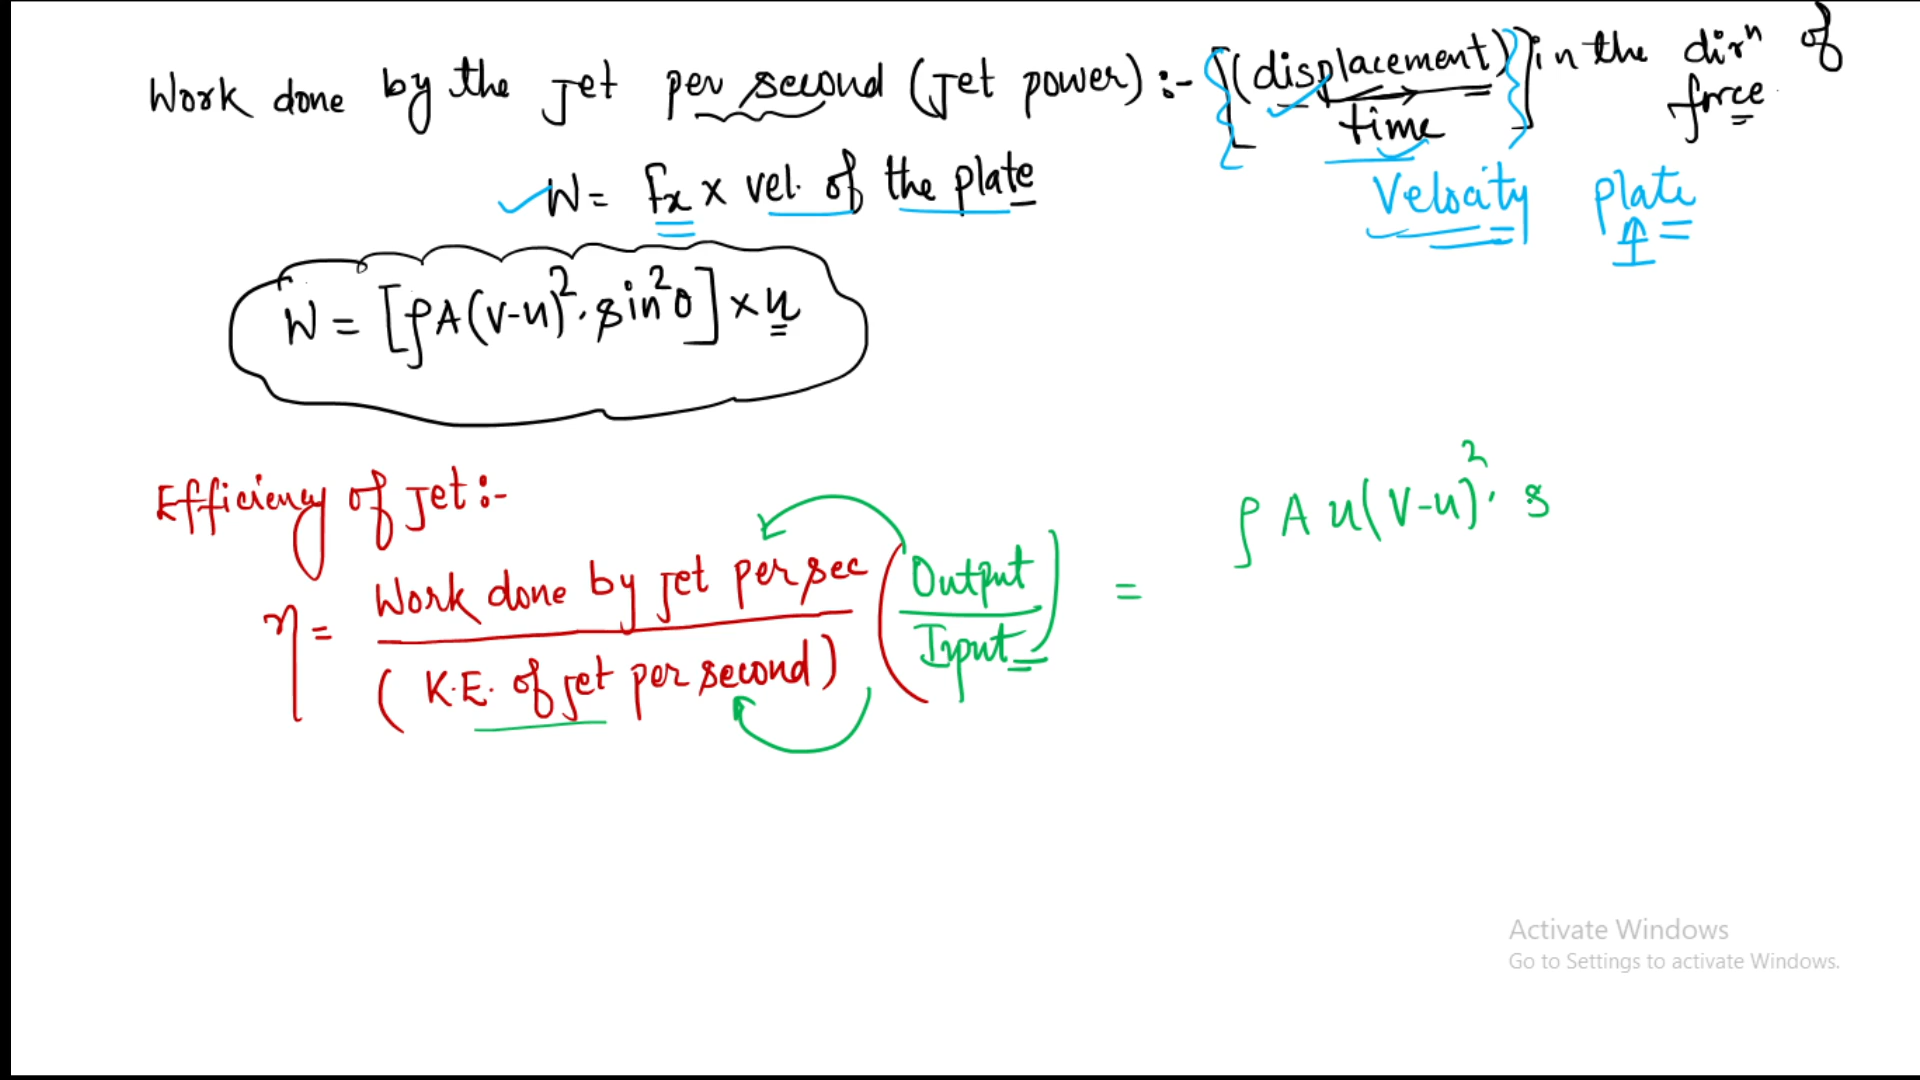 Work done by the Jet per second (Jet power) :- [(displacement)/time] in the dirⁿ of force
W = Fx × vel. of the plate
Velocity plate
W = [ρA(V-u)². sin²θ] × u
Efficiency of Jet :-
η = Work done by Jet per sec / (K.E. of jet per second) (Output / Input) = ρ A u(V-u)². s
Activate Windows
Go to Settings to activate Windows.